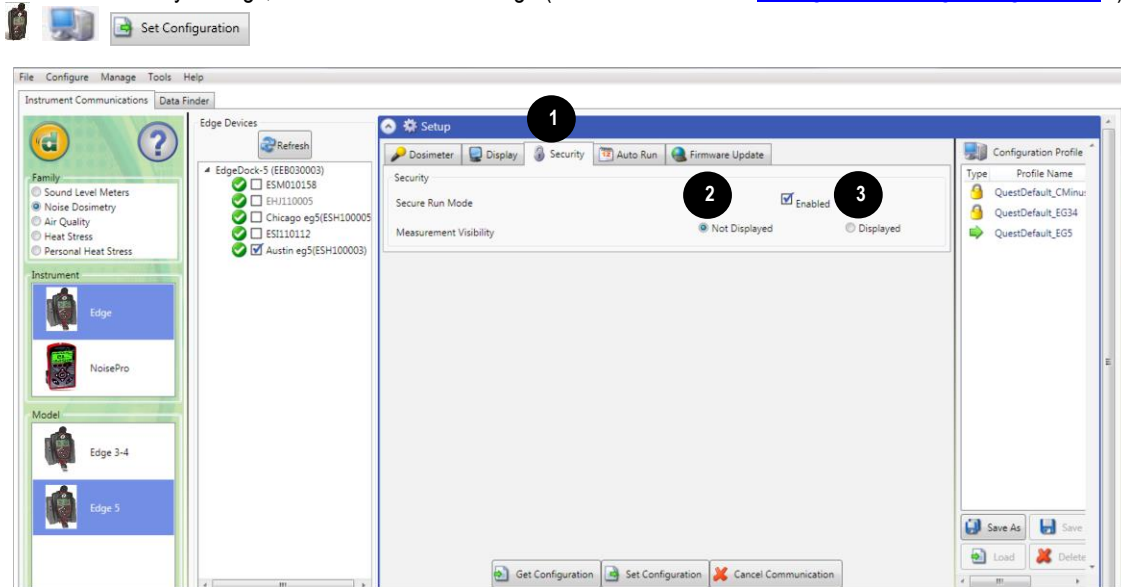 Set Configuration
File Configure Manage Tools Help
Instrument Communications Data Finder
1
2
3
Family
Sound Level Meters
Noise Dosimetry
Air Quality
Heat Stress
Personal Heat Stress
Instrument
Edge
NoisePro
Model
Edge 3-4
Edge 5
Edge Devices
Refresh
EdgeDock-5 (EEB030003)
ESM010158
EHJ110005
Chicago eg5(ESH100005
ESI110112
Austin eg5(ESH100003)
Setup
Dosimeter Display Security Auto Run Firmware Update
Security
Secure Run Mode Enabled
Measurement Visibility Not Displayed Displayed
Get Configuration Set Configuration Cancel Communication
Configuration Profile
Type Profile Name
QuestDefault_CMinus
QuestDefault_EG34
QuestDefault_EG5
Save As Save
Load Delete